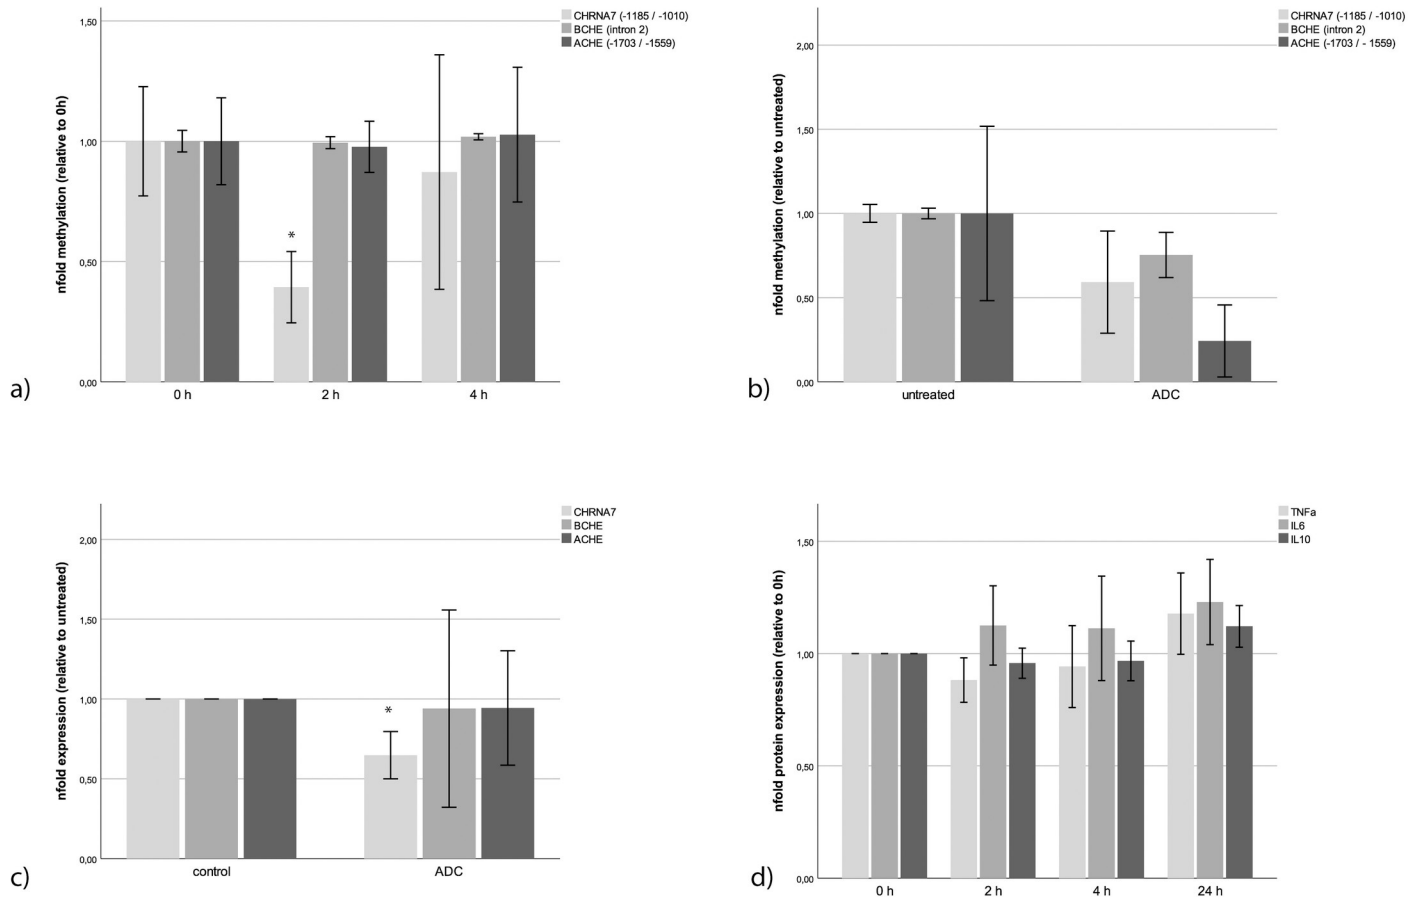 a)
nfold methylation (relative to 0h)
1,50
1,00
0,50
0,00
0 h
2 h
4 h
*
CHRNA7 (-1185 / -1010)
BCHE (intron 2)
ACHE (-1703 / -1559)
b)
nfold methylation (relative to untreated)
2,00
1,50
1,00
0,50
0,00
untreated
ADC
CHRNA7 (-1185 / -1010)
BCHE (intron 2)
ACHE (-1703 / - 1559)
c)
nfold expression (relative to untreated)
2,00
1,50
1,00
0,50
0,00
control
ADC
*
CHRNA7
BCHE
ACHE
d)
nfold protein expression (relative to 0h)
1,50
1,00
0,50
0,00
0 h
2 h
4 h
24 h
TNFa
IL6
IL10